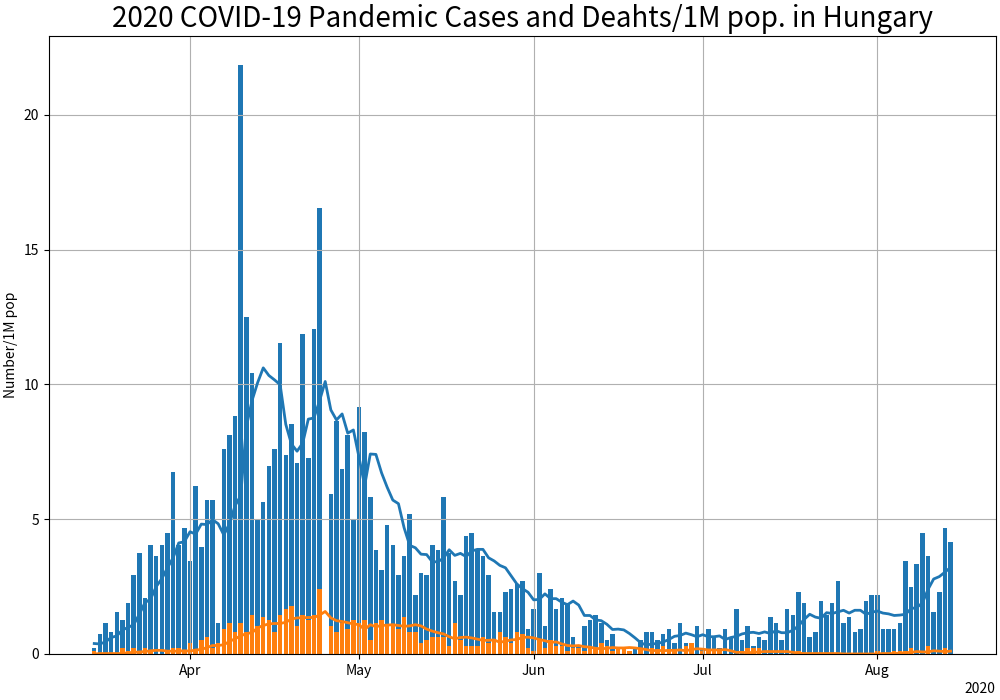 2020 COVID-19 Pandemic Cases and Deahts/1M pop. in Hungary
Number/1M pop
20
15
10
5
0
Apr
May
Jun
Jul
Aug
2020